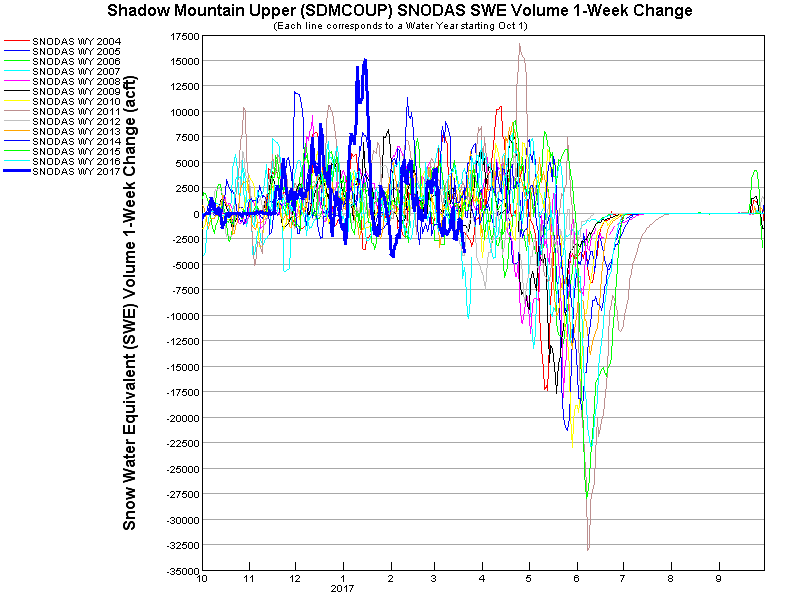 Shadow Mountain Upper (SDMCOUP) SNODAS SWE Volume 1-Week Change
(Each line corresponds to a Water Year starting Oct 1)
SNODAS WY 2004
SNODAS WY 2005
SNODAS WY 2006
SNODAS WY 2007
SNODAS WY 2008
SNODAS WY 2009
SNODAS WY 2010
SNODAS WY 2011
SNODAS WY 2012
SNODAS WY 2013
SNODAS WY 2014
SNODAS WY 2015
SNODAS WY 2016
SNODAS WY 2017
Snow Water Equivalent (SWE) Volume 1-Week Change (acft)
17500
15000
12500
10000
7500
5000
2500
0
-2500
-5000
-7500
-10000
-12500
-15000
-17500
-20000
-22500
-25000
-27500
-30000
-32500
-35000
10 11 12 1 2 3 4 5 6 7 8 9
2017